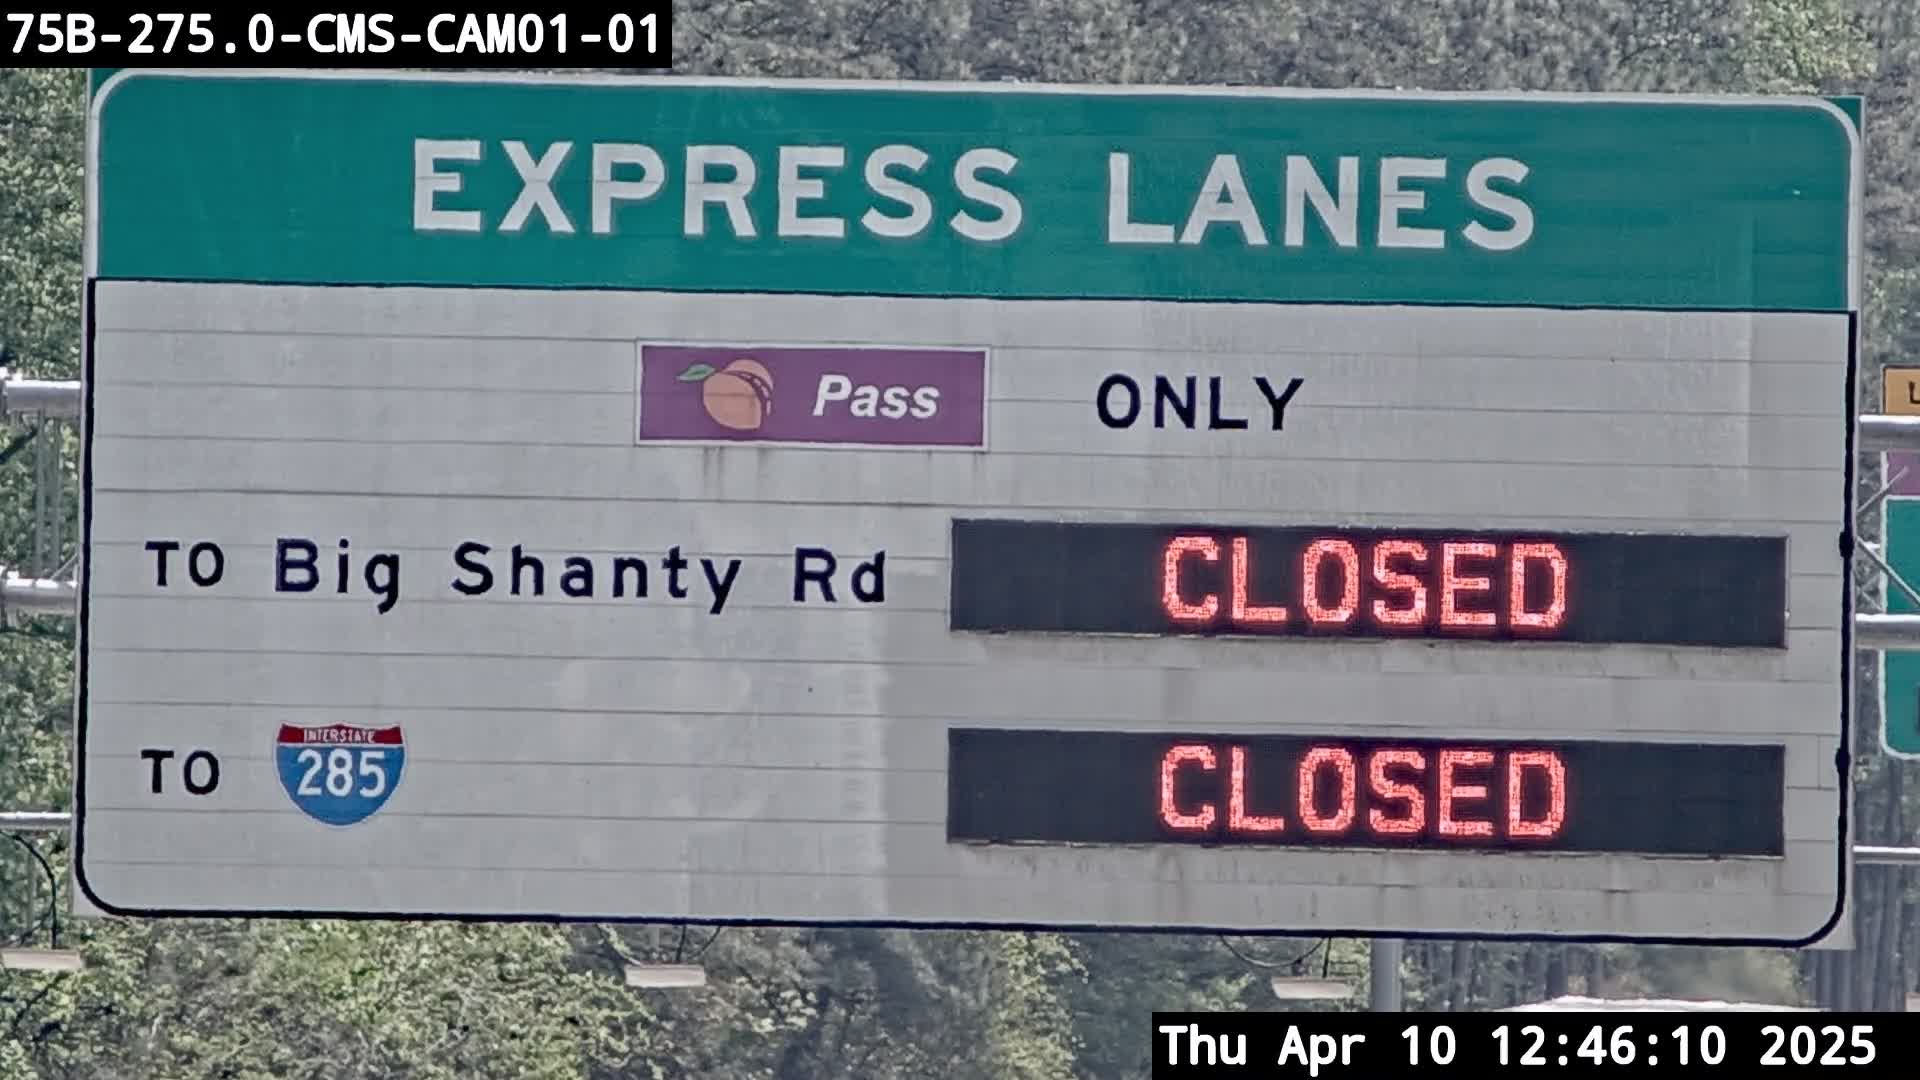 75B-275.0-CMS-CAM01-01
EXPRESS LANES
Pass ONLY
TO Big Shanty Rd CLOSED
TO INTERSTATE 285 CLOSED
Thu Apr 10 12:46:10 2025